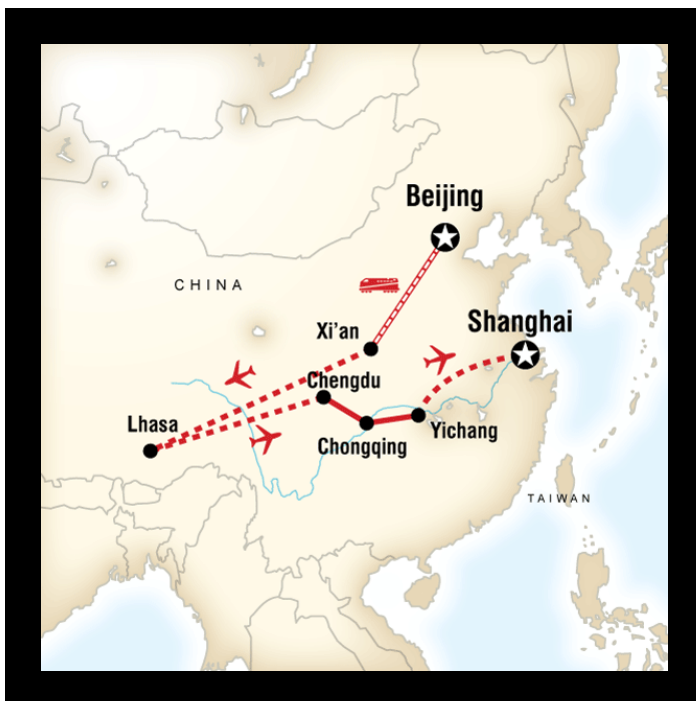 Beijing
CHINA
Shanghai
Xi'an
Chengdu
Lhasa
Chongqing
Yichang
TAIWAN